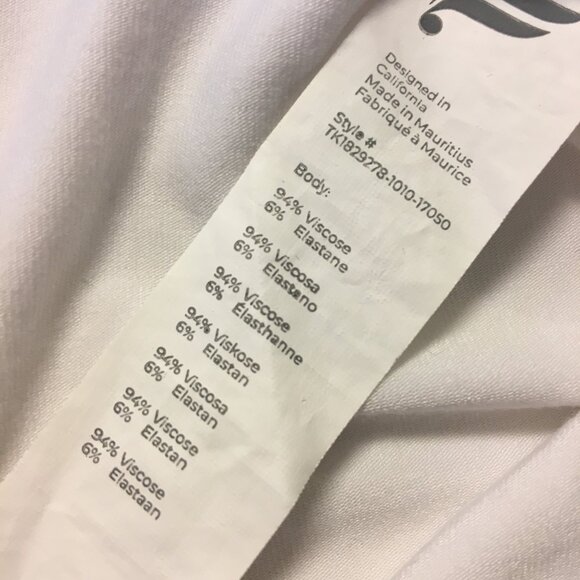 Designed in
California
Made in Mauritius
Fabriqué à Maurice
Style #
TK1829278-1010-17050
Body:
94% Viscose
6% Elastane
94% Viscosa
6% Elastano
94% Viscose
6% Élasthanne
94% Viskose
6% Elastan
94% Viscosa
6% Elastan
94% Viscose
6% Elastan
94% Viscose
6% Elastaan